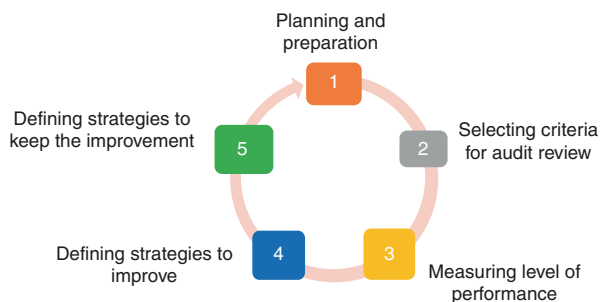 Planning and
preparation
1
2
Selecting criteria
for audit review
3
Measuring level of
performance
4
Defining strategies to
improve
5
Defining strategies to
keep the improvement